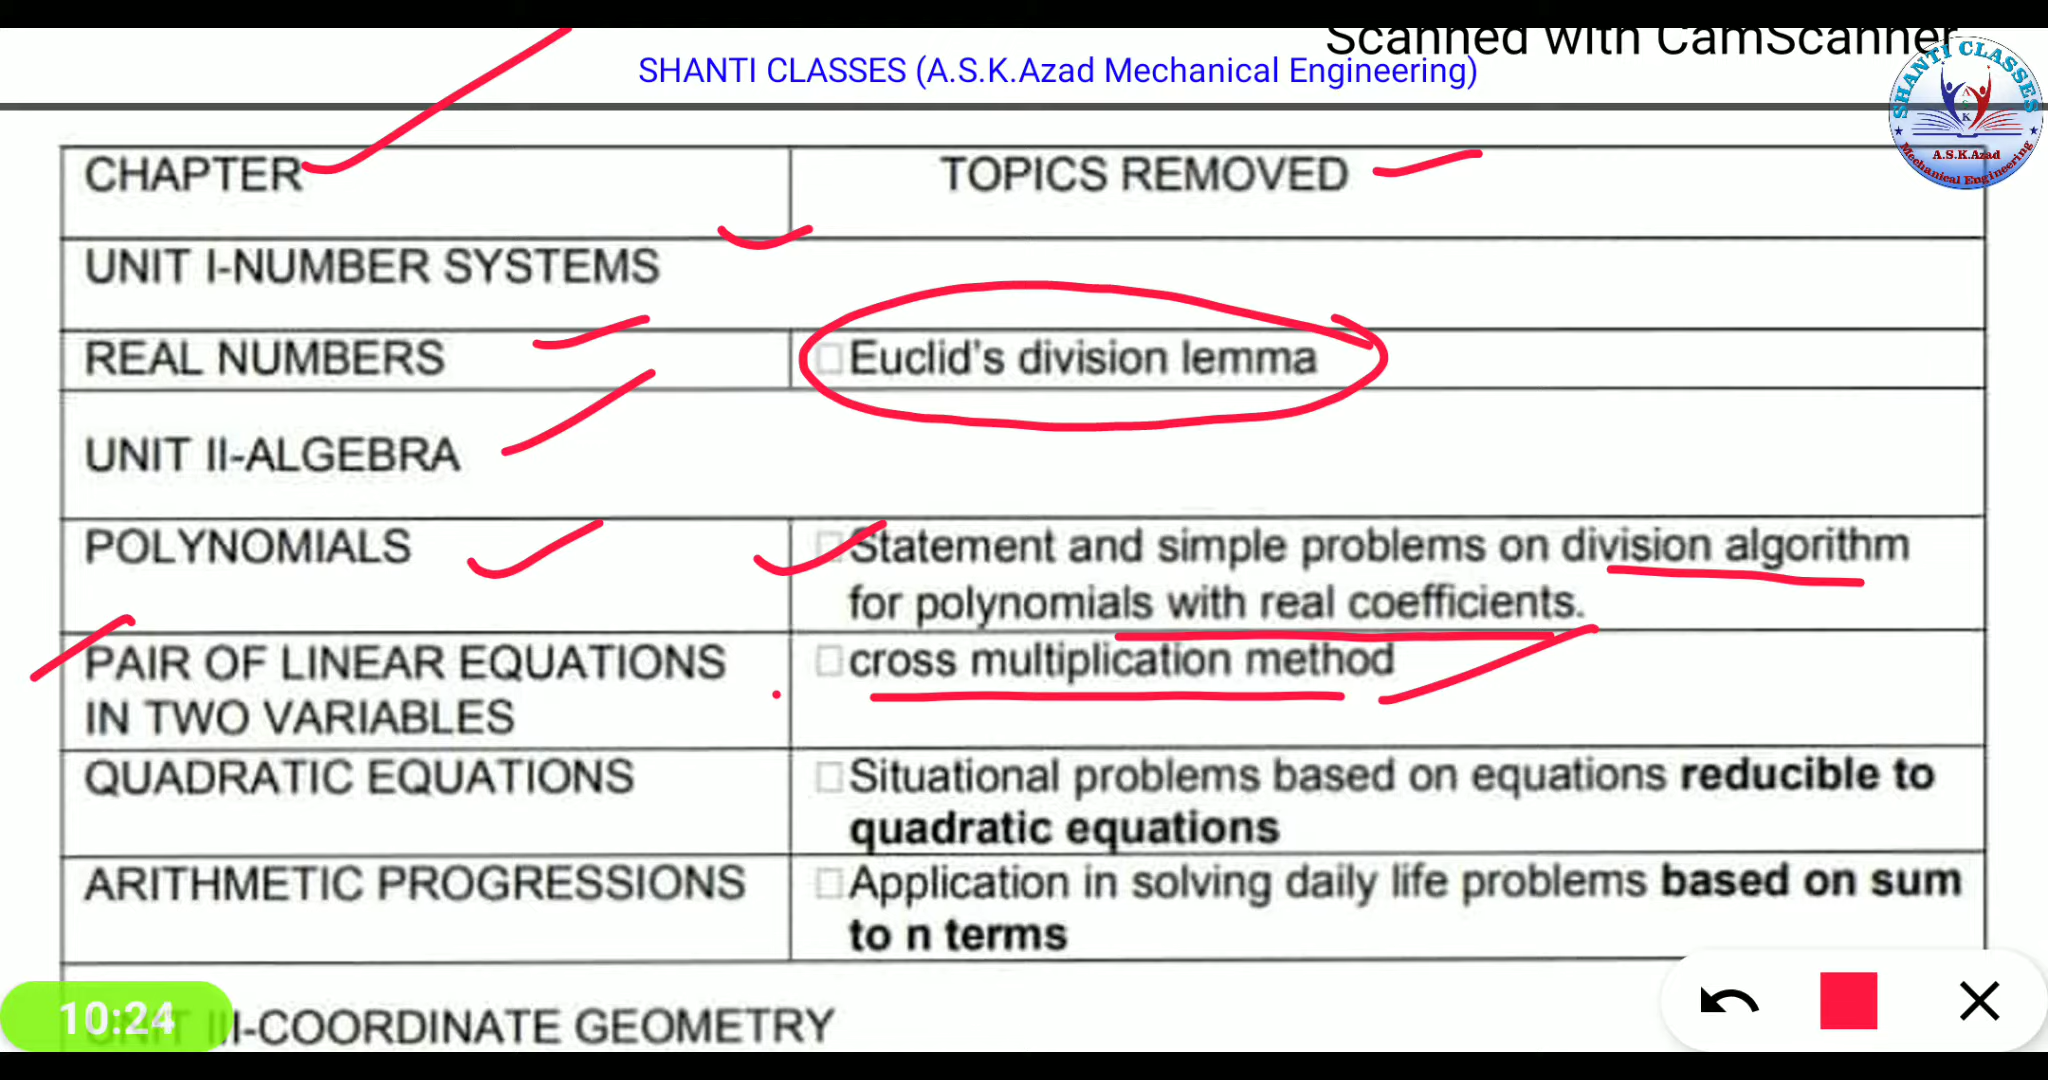 Scanned with CamScanner
SHANTI CLASSES (A.S.K.Azad Mechanical Engineering)
SHANTI CLASSES
A S K
A.S.K.Azad
Mechanical Engineering
CHAPTER
TOPICS REMOVED
UNIT I-NUMBER SYSTEMS
REAL NUMBERS
Euclid's division lemma
UNIT II-ALGEBRA
POLYNOMIALS
Statement and simple problems on division algorithm
for polynomials with real coefficients.
PAIR OF LINEAR EQUATIONS
IN TWO VARIABLES
cross multiplication method
QUADRATIC EQUATIONS
Situational problems based on equations reducible to
quadratic equations
ARITHMETIC PROGRESSIONS
Application in solving daily life problems based on sum
to n terms
10:24
UNIT III-COORDINATE GEOMETRY